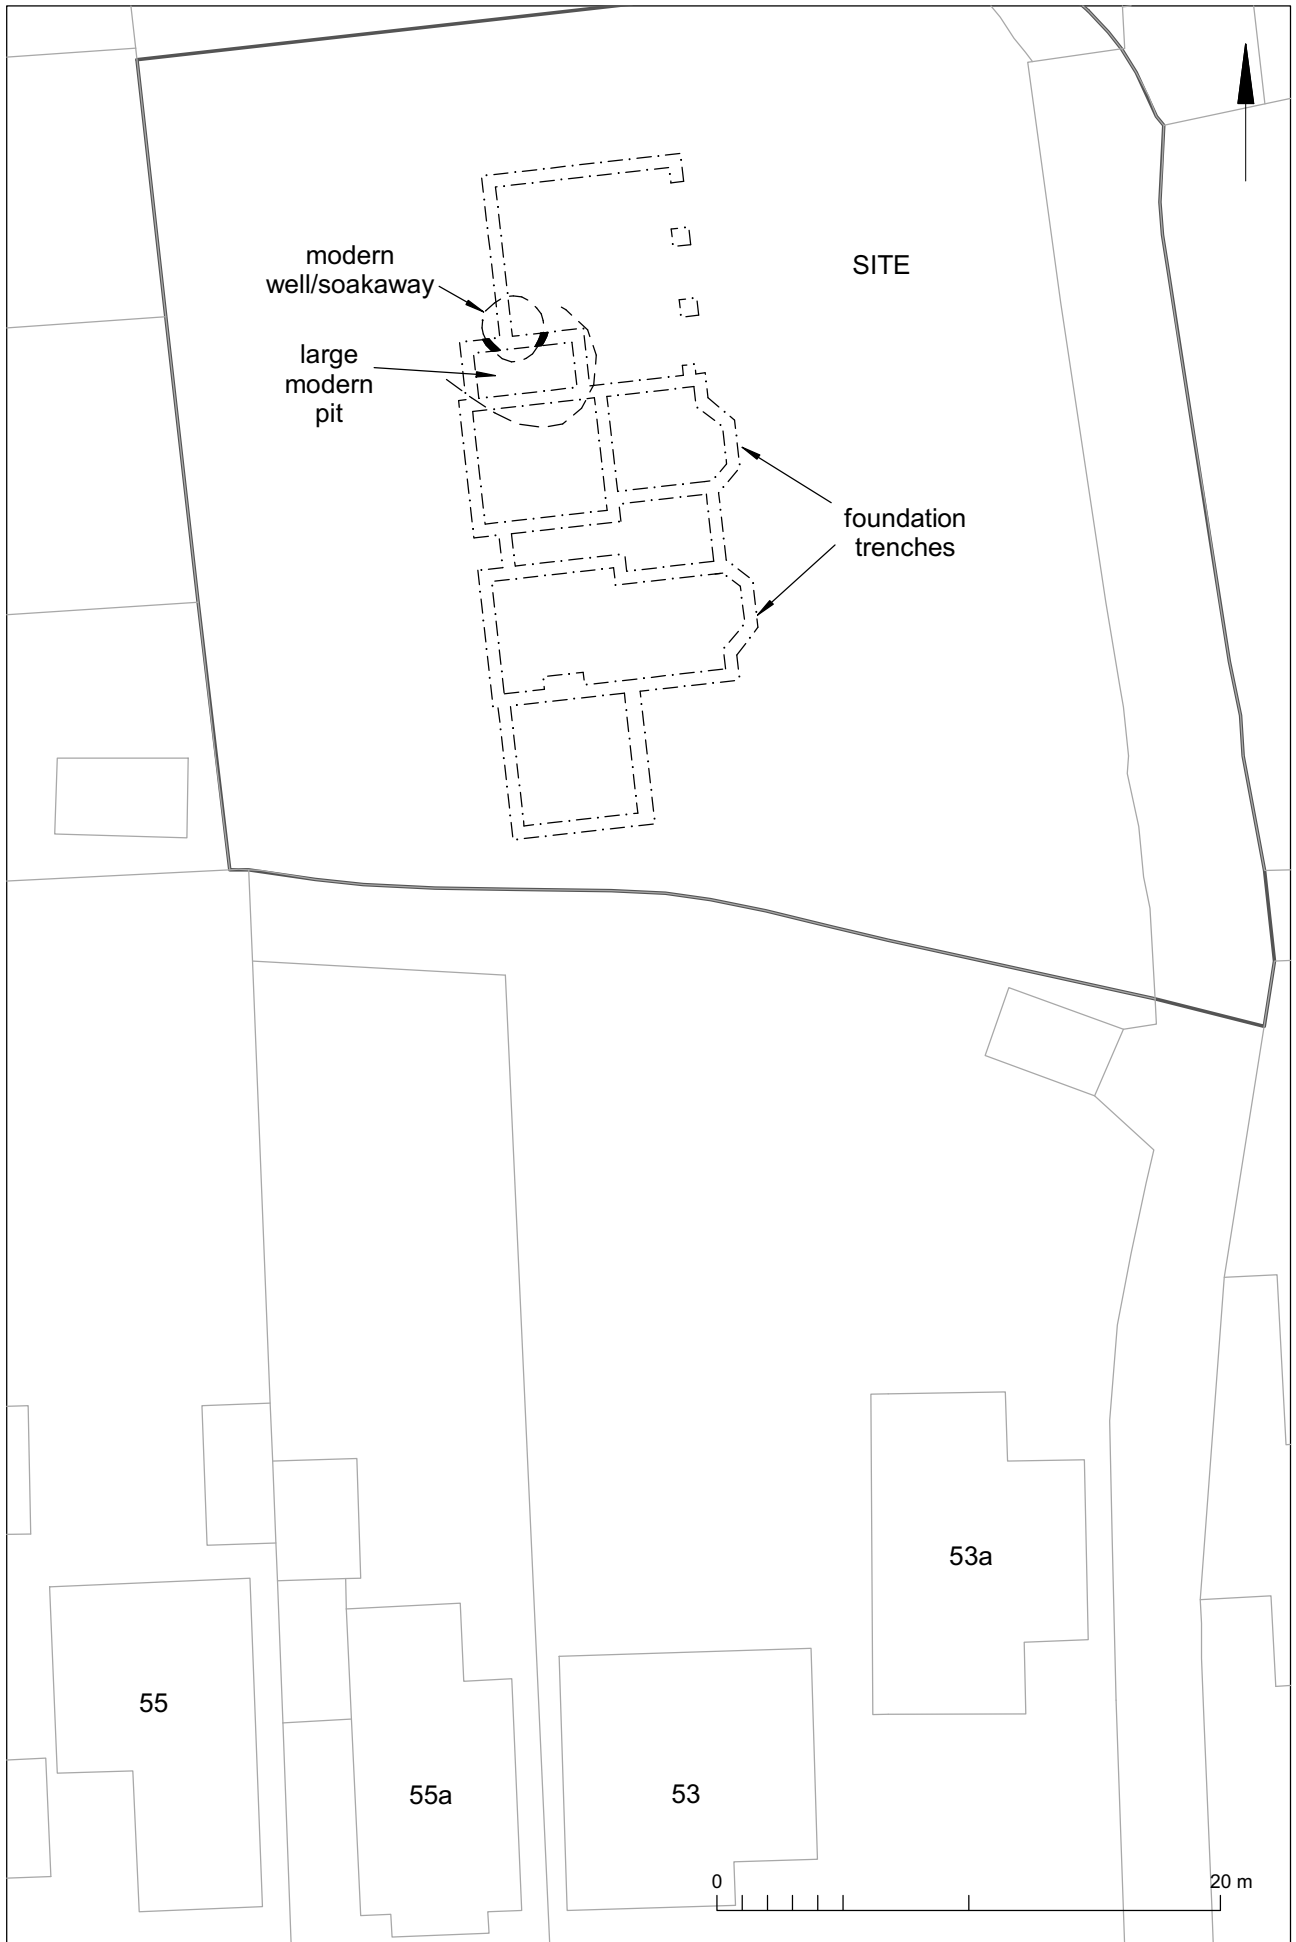 modern
well/soakaway
SITE
large
modern
pit
foundation
trenches
53a
55
55a
53
0
20 m